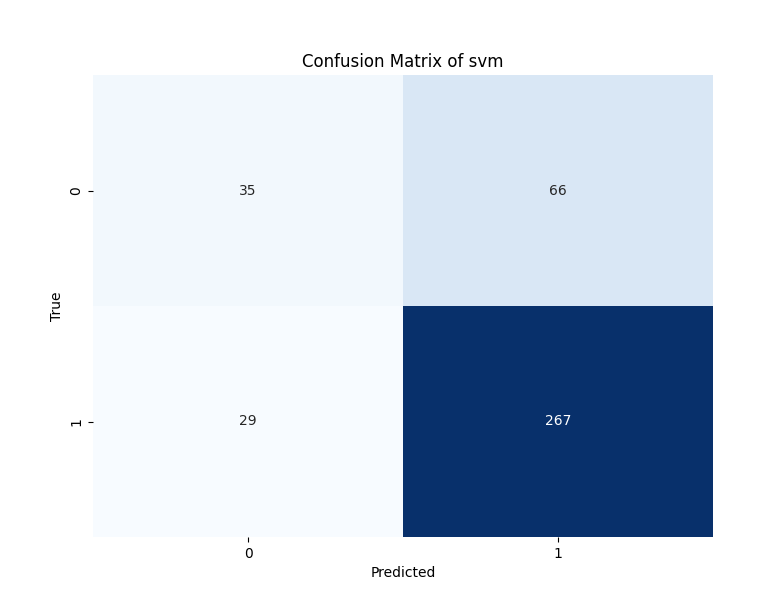 Confusion Matrix of svm
0
35
66
True
1
29
267
0
1
Predicted